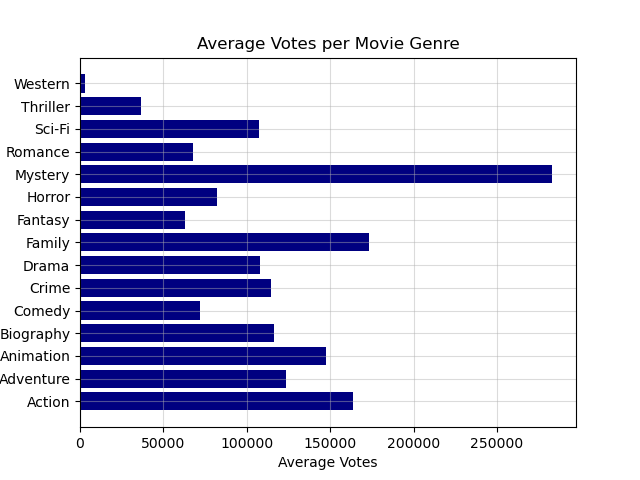 Average Votes per Movie Genre
Western
Thriller
Sci-Fi
Romance
Mystery
Horror
Fantasy
Family
Drama
Crime
Comedy
Biography
Animation
Adventure
Action
0 50000 100000 150000 200000 250000
Average Votes